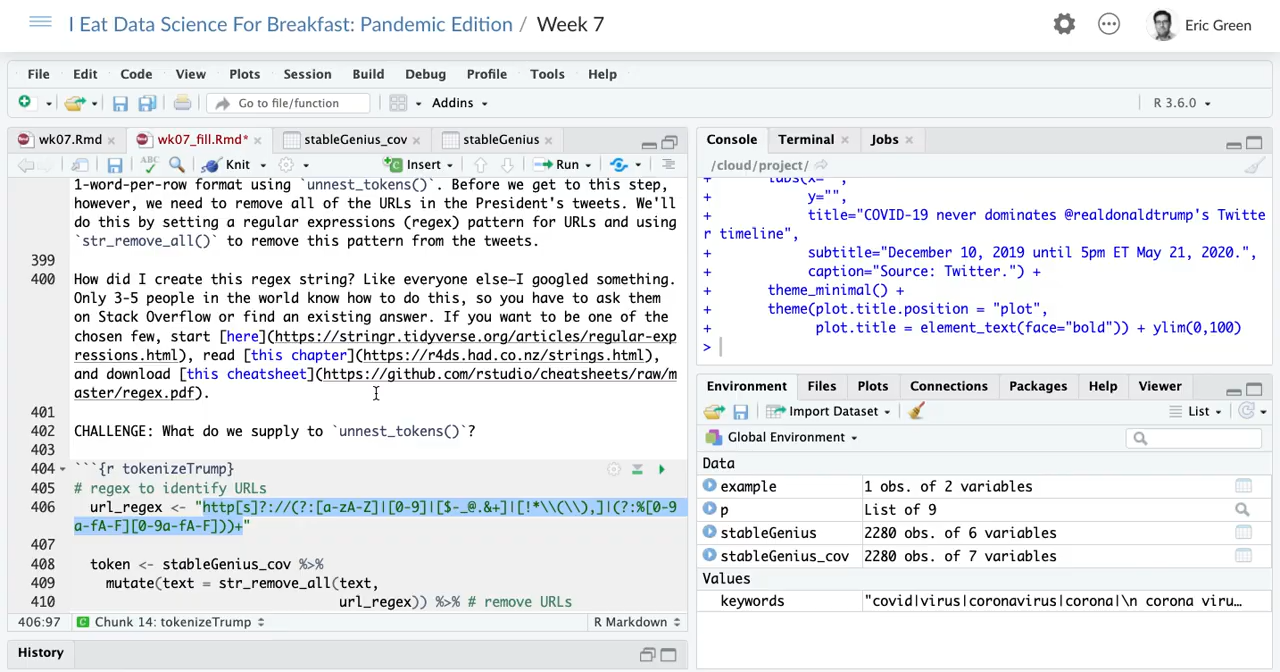 I Eat Data Science For Breakfast: Pandemic Edition / Week 7
Eric Green
File Edit Code View Plots Session Build Debug Profile Tools Help
Go to file/function Addins R 3.6.0
wk07.Rmd wk07_fill.Rmd* stableGenius_cov stableGenius
ABC Knit Insert Run
1-word-per-row format using `unnest_tokens()`. Before we get to this step,
however, we need to remove all of the URLs in the President's tweets. We'll
do this by setting a regular expressions (regex) pattern for URLs and using
`str_remove_all()` to remove this pattern from the tweets.
399
400 How did I create this regex string? Like everyone else—I googled something.
Only 3-5 people in the world know how to do this, so you have to ask them
on Stack Overflow or find an existing answer. If you want to be one of the
chosen few, start [here](https://stringr.tidyverse.org/articles/regular-exp
ressions.html), read [this chapter](https://r4ds.had.co.nz/strings.html),
and download [this cheatsheet](https://github.com/rstudio/cheatsheets/raw/m
aster/regex.pdf).
401
402 CHALLENGE: What do we supply to `unnest_tokens()`?
403
404 ```{r tokenizeTrump}
405 # regex to identify URLs
406 url_regex <- "http[s]?://(?:[a-zA-Z]|[0-9]|[$-_@.&+]|[!*\\(\\),]|(?:%[0-9
a-fA-F][0-9a-fA-F]))+"
407
408 token <- stableGenius_cov %>%
409 mutate(text = str_remove_all(text,
410 url_regex)) %>% # remove URLs
406:97 Chunk 14: tokenizeTrump R Markdown
History
Console Terminal Jobs
/cloud/project/
+ labs(x="",
+ y="",
+ title="COVID-19 never dominates @realdonaldtrump's Twitte
r timeline",
+ subtitle="December 10, 2019 until 5pm ET May 21, 2020.",
+ caption="Source: Twitter.") +
+ theme_minimal() +
+ theme(plot.title.position = "plot",
+ plot.title = element_text(face="bold")) + ylim(0,100)
>
Environment Files Plots Connections Packages Help Viewer
Import Dataset List
Global Environment
Data
example 1 obs. of 2 variables
p List of 9
stableGenius 2280 obs. of 6 variables
stableGenius_cov 2280 obs. of 7 variables
Values
keywords "covid|virus|coronavirus|corona|\n corona viru…